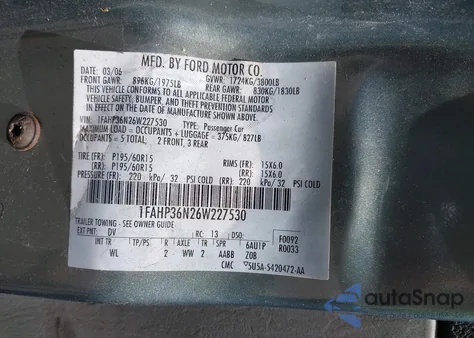 MFD. BY FORD MOTOR CO.
DATE: 03/06 GVWR: 1724KG/3800LB
FRONT GAWR: 896KG/1975LB REAR GAWR: 830KG/1830LB
THIS VEHICLE CONFORMS TO ALL APPLICABLE FEDERAL MOTOR VEHICLE
SAFETY, BUMPER, AND THEFT PREVENTION STANDARDS IN EFFECT ON THE
DATE OF MANUFACTURE SHOWN ABOVE.
VIN: 1FAHP36N26W227530 TYPE: Passenger Car
MAXIMUM LOAD = OCCUPANTS + LUGGAGE = 375KG/ 827LB
OCCUPANTS = 5 TOTAL: 2 FRONT, 3 REAR
TIRE (FR): P195/60R15 RIMS (FR): 15X6.0
TIRE (RR): P195/60R15 (RR): 15X6.0
PRESSURE (FR): 220 kPa/ 32 PSI COLD (RR): 220 kPa/ 32 PSI COLD
1FAHP36N26W227530
TRAILER TOWING - SEE OWNER GUIDE
EXT PNT: DV RC: 13 DSO: F0092
INT TR TP/PS R AXLE TR SPR 6AU1P R0033
WL 2 WW 2 AABB ZOB
CMC 5U5A-5420472-AA
autoSnap